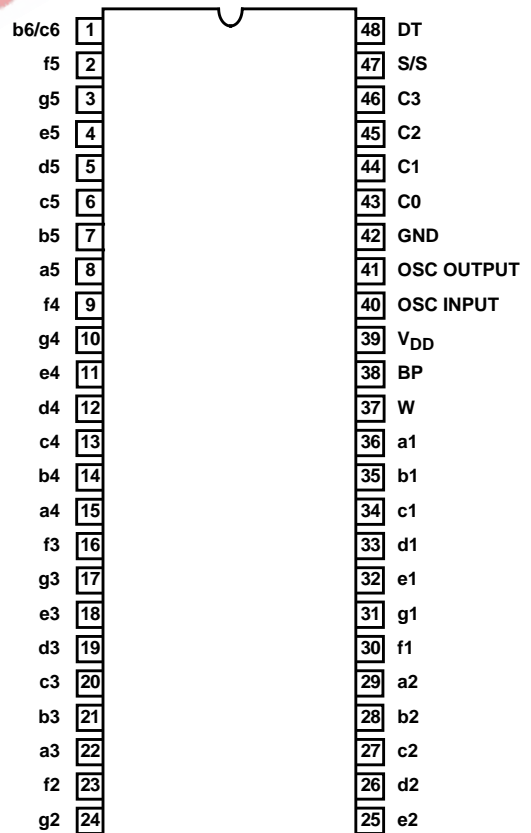 b6/c6 1 48 DT
f5 2 47 S/S
g5 3 46 C3
e5 4 45 C2
d5 5 44 C1
c5 6 43 C0
b5 7 42 GND
a5 8 41 OSC OUTPUT
f4 9 40 OSC INPUT
g4 10 39 VDD
e4 11 38 BP
d4 12 37 W
c4 13 36 a1
b4 14 35 b1
a4 15 34 c1
f3 16 33 d1
g3 17 32 e1
e3 18 31 g1
d3 19 30 f1
c3 20 29 a2
b3 21 28 b2
a3 22 27 c2
f2 23 26 d2
g2 24 25 e2